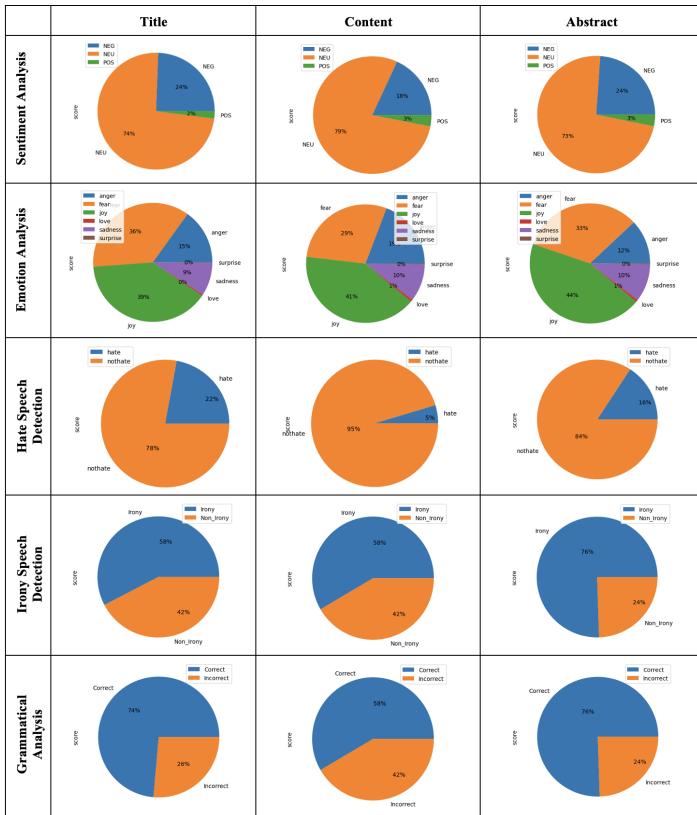 Title Content Abstract
Sentiment Analysis
NEG
NEU
POS
NEG
24%
2%
POS
74%
NEU
score
NEG
NEU
POS
NEG
18%
3%
POS
79%
NEU
score
NEG
NEU
POS
NEG
24%
3%
POS
73%
NEU
score
Emotion Analysis
anger
fear
joy
love
sadness
surprise
36%
anger
15%
surprise
0%
9%
sadness
0%
love
39%
joy
score
anger
fear
joy
love
sadness
surprise
fear
29%
surprise
0%
10%
sadness
1%
love
41%
joy
score
anger
fear
joy
love
sadness
surprise
fear
33%
anger
12%
surprise
0%
10%
sadness
1%
love
44%
joy
score
Hate Speech
Detection
hate
nothate
hate
22%
78%
nothate
score
hate
nothate
hate
5%
95%
nothate
score
hate
nothate
hate
16%
84%
nothate
score
Irony Speech
Detection
Irony
Non_Irony
Irony
58%
42%
Non_Irony
score
Irony
Non_Irony
Irony
58%
42%
Non_Irony
score
Irony
Non_Irony
Irony
76%
24%
Non_Irony
score
Grammatical
Analysis
Correct
Incorrect
Correct
74%
26%
Incorrect
score
Correct
Incorrect
Correct
58%
42%
Incorrect
score
Correct
Incorrect
Correct
76%
24%
Incorrect
score